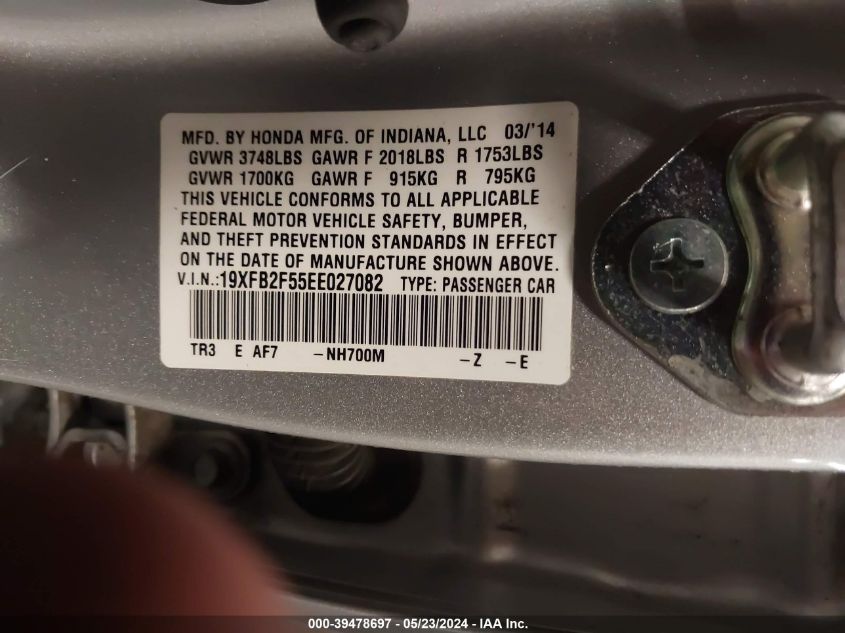 MFD. BY HONDA MFG. OF INDIANA, LLC 03/'14
GVWR 3748LBS GAWR F 2018LBS R 1753LBS
GVWR 1700KG GAWR F 915KG R 795KG
THIS VEHICLE CONFORMS TO ALL APPLICABLE
FEDERAL MOTOR VEHICLE SAFETY, BUMPER,
AND THEFT PREVENTION STANDARDS IN EFFECT
ON THE DATE OF MANUFACTURE SHOWN ABOVE.
V.I.N.:19XFB2F55EE027082 TYPE: PASSENGER CAR
TR3 E AF7 -NH700M -Z -E
000-39478697 - 05/23/2024 - IAA Inc.